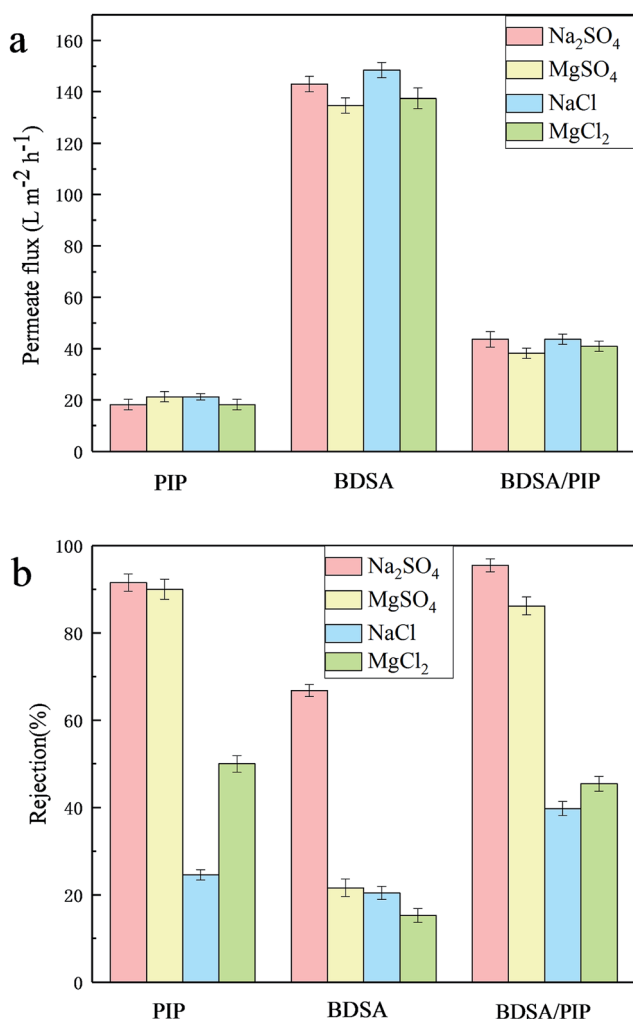 a
Permeate flux (L m⁻² h⁻¹)
160
140
120
100
80
60
40
20
0
Na₂SO₄
MgSO₄
NaCl
MgCl₂
PIP
BDSA
BDSA/PIP
b
Rejection(%)
100
80
60
40
20
0
Na₂SO₄
MgSO₄
NaCl
MgCl₂
PIP
BDSA
BDSA/PIP